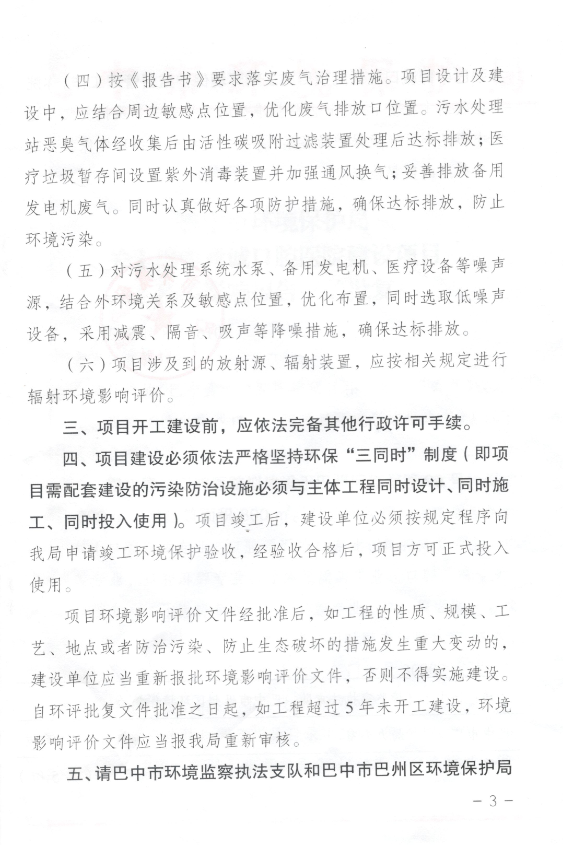 （四）按《报告书》要求落实废气治理措施。项目设计及建
设中，应结合周边敏感点位置，优化废气排放口位置。污水处理
站恶臭气体经收集后由活性碳吸附过滤装置处理后达标排放；医
疗垃圾暂存间设置紫外消毒装置并加强通风换气；妥善排放备用
发电机废气。同时认真做好各项防护措施，确保达标排放，防止
环境污染。
（五）对污水处理系统水泵、备用发电机、医疗设备等噪声
源，结合外环境关系及敏感点位置，优化布置，同时选取低噪声
设备，采用减震、隔音、吸声等降噪措施，确保达标排放。
（六）项目涉及到的放射源、辐射装置，应按相关规定进行
辐射环境影响评价。
三、项目开工建设前，应依法完备其他行政许可手续。
四、项目建设必须依法严格坚持环保“三同时”制度（即项
目需配套建设的污染防治设施必须与主体工程同时设计、同时施
工、同时投入使用）。项目竣工后，建设单位必须按规定程序向
我局申请竣工环境保护验收，经验收合格后，项目方可正式投入
使用。
项目环境影响评价文件经批准后，如工程的性质、规模、工
艺、地点或者防治污染、防止生态破坏的措施发生重大变动的，
建设单位应当重新报批环境影响评价文件，否则不得实施建设。
自环评批复文件批准之日起，如工程超过 5 年未开工建设，环境
影响评价文件应当报我局重新审核。
五、请巴中市环境监察执法支队和巴中市巴州区环境保护局
- 3 -